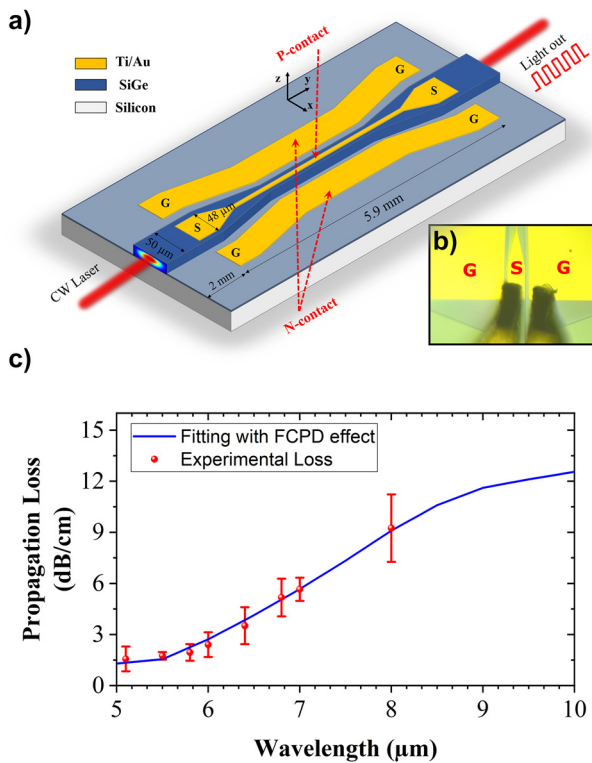 a)
Ti/Au
SiGe
Silicon
P-contact
z
y
x
G
S
G
Light out
G
48 µm
S
50 µm
G
5.9 mm
2 mm
CW Laser
N-contact
b)
G S G
c)
Propagation Loss
(dB/cm)
15
12
9
6
3
0
Fitting with FCPD effect
Experimental Loss
5 6 7 8 9 10
Wavelength (µm)